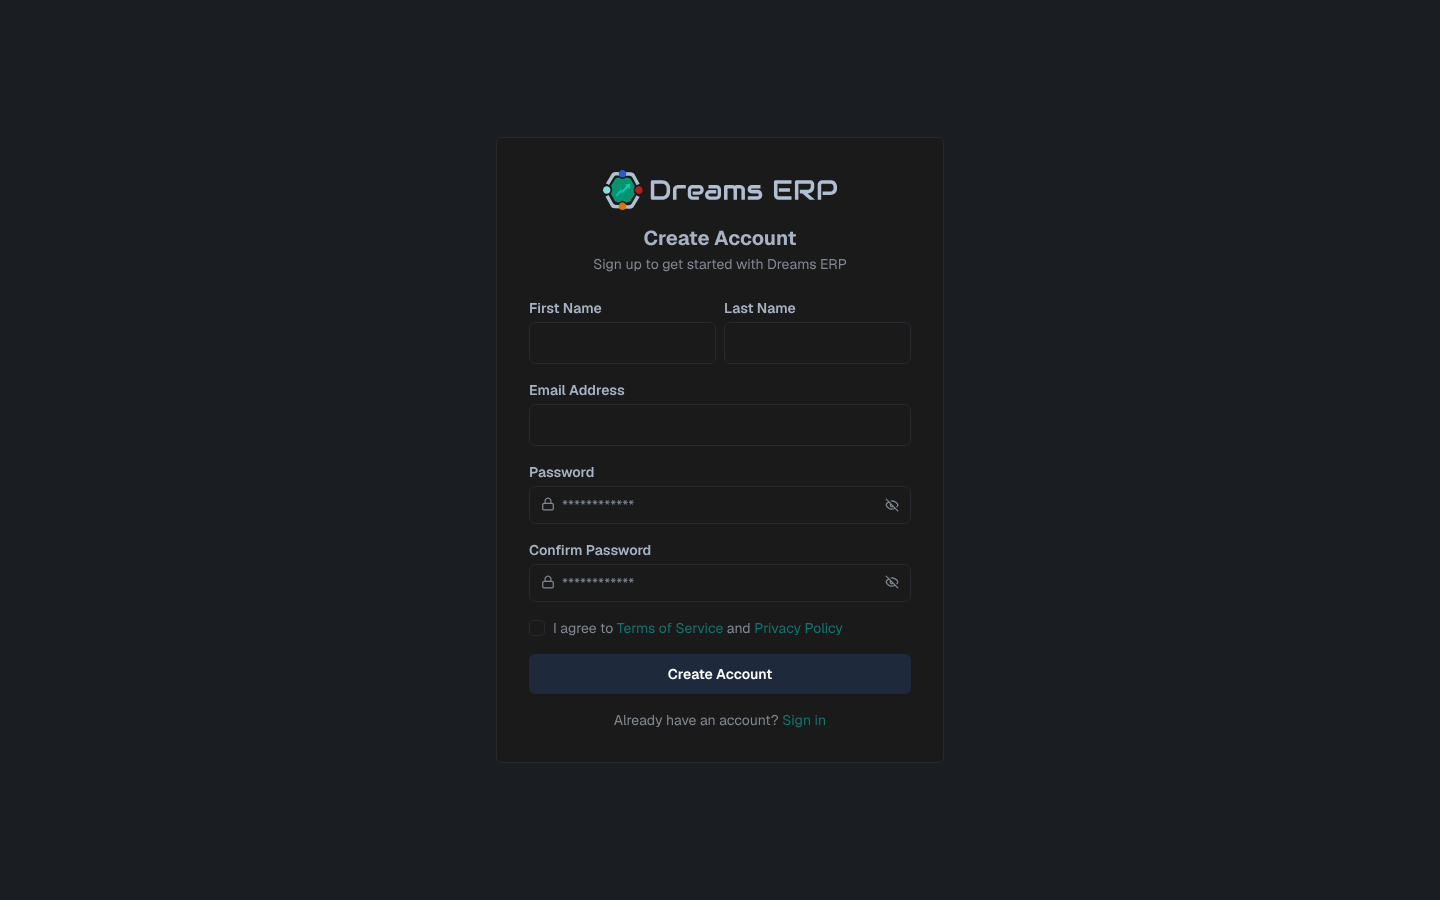 Dreams ERP
Create Account
Sign up to get started with Dreams ERP
First Name
Last Name
Email Address
Password
************
Confirm Password
************
I agree to Terms of Service and Privacy Policy
Create Account
Already have an account? Sign in